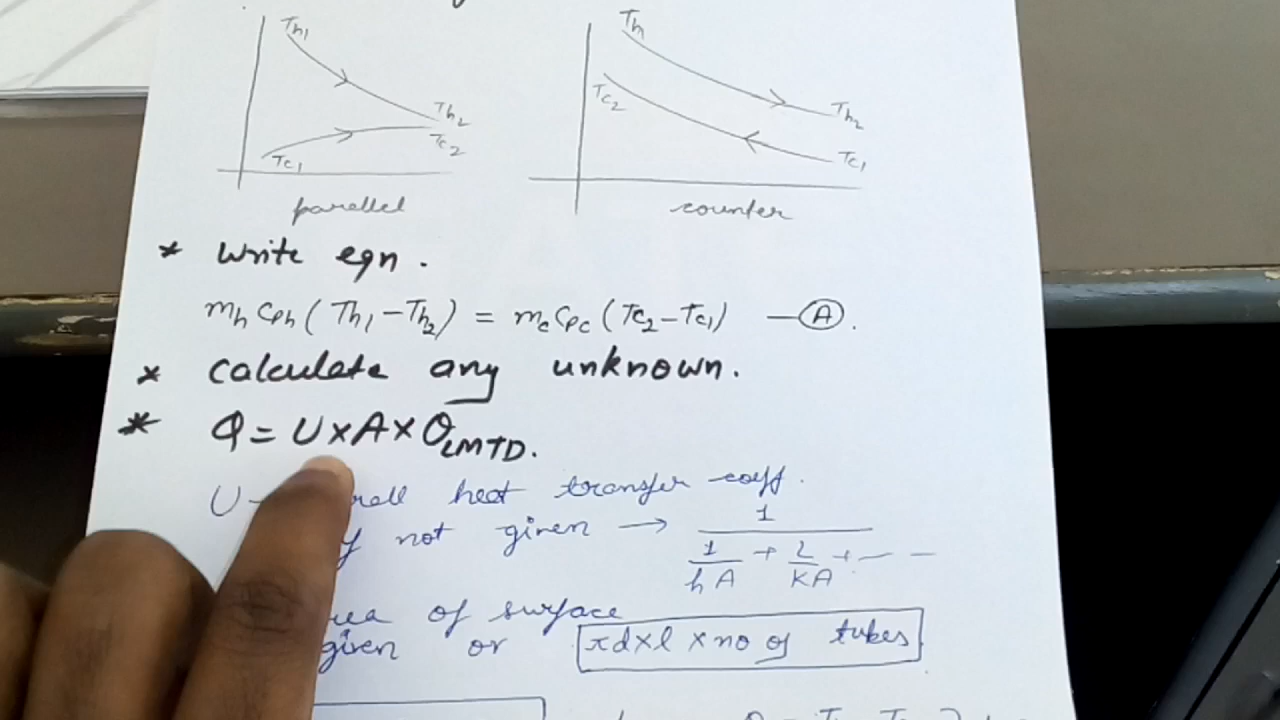 Th1 Th
Th2 Tc2 Th2
Tc2 Tc1
Tc1
parallel counter
* Write eqn.
mh Cph (Th1 - Th2) = mc Cpc (Tc2 - Tc1) — A.
* calculate any unknown.
* Q = U × A × θLMTD.
U - heat transfer coeff.
not given → 1 / (1/hA + L/KA + - - -
of surface
given or πd × l × no of tubes